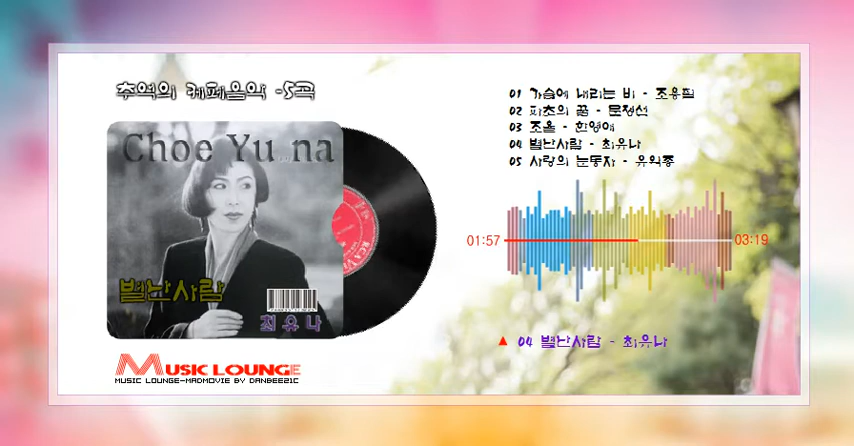 추억의 카페음악 -5곡
Choe Yu na
별난사람
최유나
MUSIC LOUNGE
MUSIC LOUNGE-MADMOVIE BY DANBEE21C
01 가슴에 내리는 비 - 조용필
02 파초의 꿈 - 문정선
03 조율 - 한영애
04 별난사람 - 최유나
05 사랑의 눈동자 - 유익종
01:57
03:19
▲ 04 별난사람 - 최유나